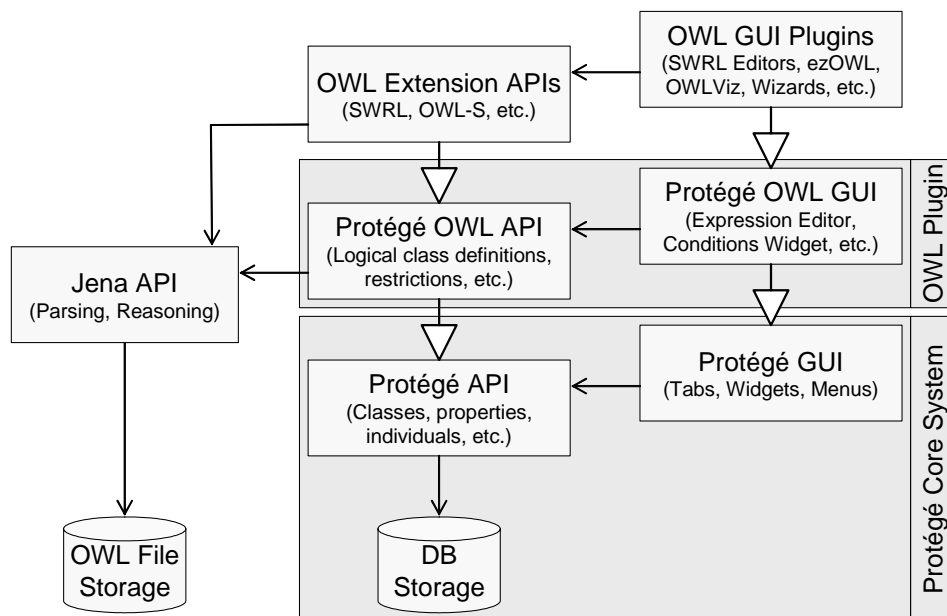 OWL GUI Plugins
(SWRL Editors, ezOWL,
OWLViz, Wizards, etc.)
OWL Extension APIs
(SWRL, OWL-S, etc.)
OWL Plugin
Protégé OWL GUI
(Expression Editor,
Conditions Widget, etc.)
Protégé OWL API
(Logical class definitions,
restrictions, etc.)
Jena API
(Parsing, Reasoning)
Protégé Core System
Protégé GUI
(Tabs, Widgets, Menus)
Protégé API
(Classes, properties,
individuals, etc.)
OWL File
Storage
DB
Storage